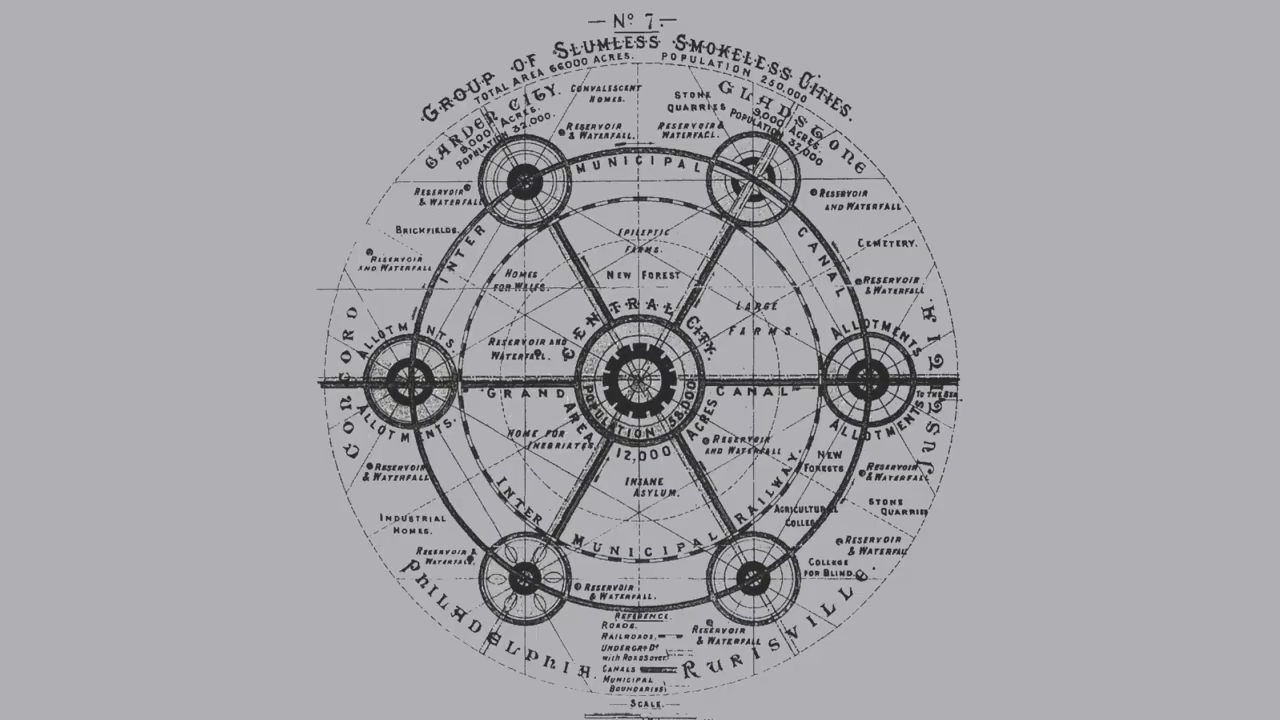 — Nº 7. —
GROUP OF SLUMLESS SMOKELESS CITIES.
TOTAL AREA 66000 ACRES. POPULATION 250,000
GARDEN CITY.
9,000 ACRES.
POPULATION 32,000.
CONVALESCENT
HOMES.
STONE
QUARRIES
GLADSTONE
9,000 ACRES
POPULATION 32,000
RESERVOIR
& WATERFALL.
RESERVOIR &
WATERFALL.
INTER MUNICIPAL CANAL
RESERVOIR
& WATERFALL
RESERVOIR
AND WATERFALL
BRICKFIELDS.
EPILEPTIC
FARMS.
CEMETERY.
RESERVOIR
AND WATERFALL
HOMES
FOR WAIFS.
NEW FOREST
RESERVOIR
& WATERFALL
LARGE
FARMS.
CONCORD
ALLOTMENTS.
CENTRAL CITY.
ALLOTMENTS
RESERVOIR AND
WATERFALL.
POPULATION 58,000
GRAND CANAL
TO THE SEA
AREA 12,000 ACRES
ALLOTMENTS.
ALLOTMENTS
HOME FOR
INEBRIATES
RESERVOIR
AND WATERFALL
RESERVOIR
& WATERFALL
NEW
FORESTS
RESERVOIR
& WATERFALL
INSANE
ASYLUM.
INTER MUNICIPAL RAILWAY.
STONE
QUARRIES
AGRICULTURAL
COLLEGE
INDUSTRIAL
HOMES.
RESERVOIR
& WATERFALL
RESERVOIR &
WATERFALL.
COLLEGE
FOR BLIND.
RESERVOIR
& WATERFALL.
PHILADELPHIA.
RURISVILLE.
REFERENCE.
ROADS.
RAILROADS,
UNDERGRD Dº
with ROADS over
CANALS
MUNICIPAL
BOUNDARIES
RESERVOIR
& WATERFALL
SCALE.